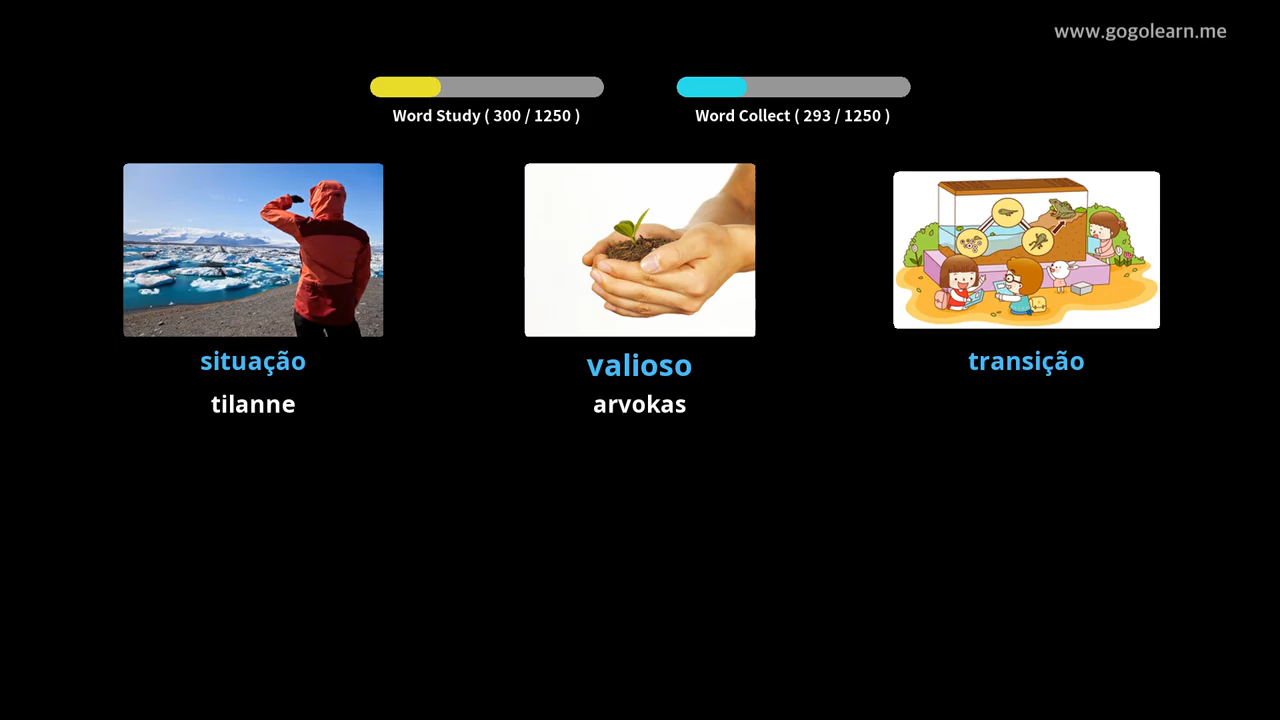 www.gogolearn.me
Word Study ( 300 / 1250 )
Word Collect ( 293 / 1250 )
situação
valioso
transição
tilanne
arvokas